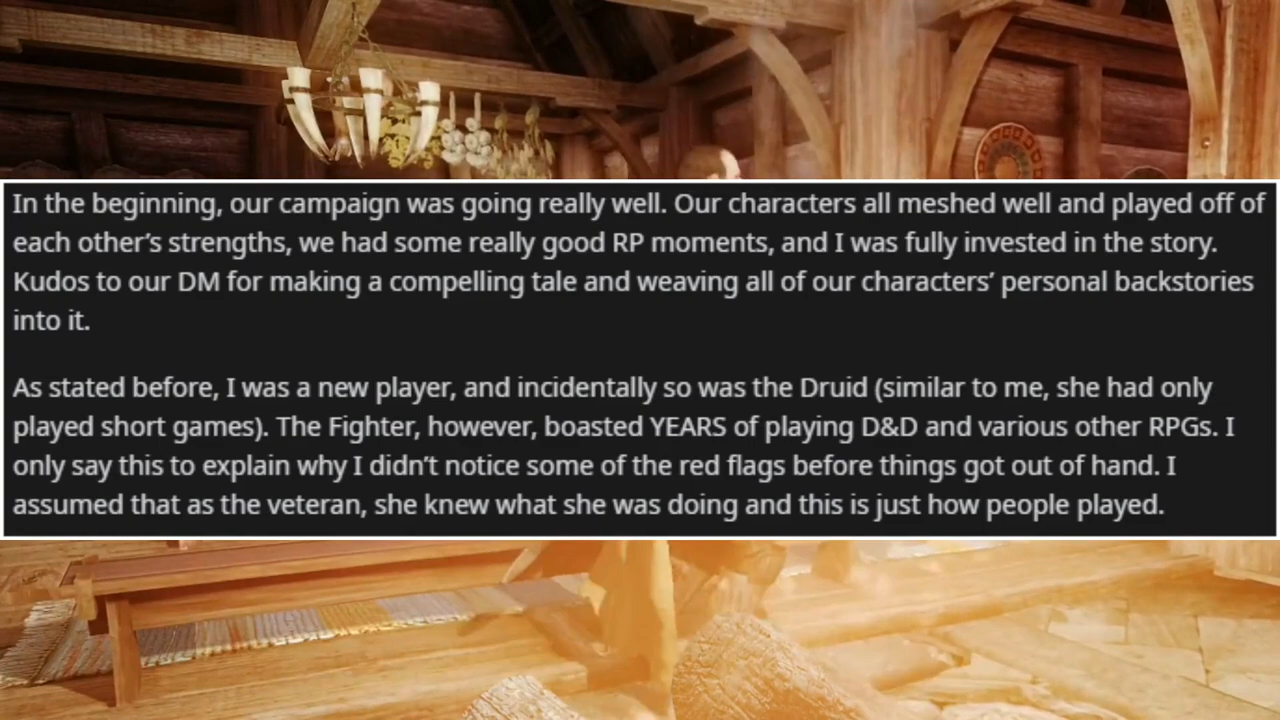 In the beginning, our campaign was going really well. Our characters all meshed well and played off of
each other’s strengths, we had some really good RP moments, and I was fully invested in the story.
Kudos to our DM for making a compelling tale and weaving all of our characters’ personal backstories
into it.
As stated before, I was a new player, and incidentally so was the Druid (similar to me, she had only
played short games). The Fighter, however, boasted YEARS of playing D&D and various other RPGs. I
only say this to explain why I didn’t notice some of the red flags before things got out of hand. I
assumed that as the veteran, she knew what she was doing and this is just how people played.